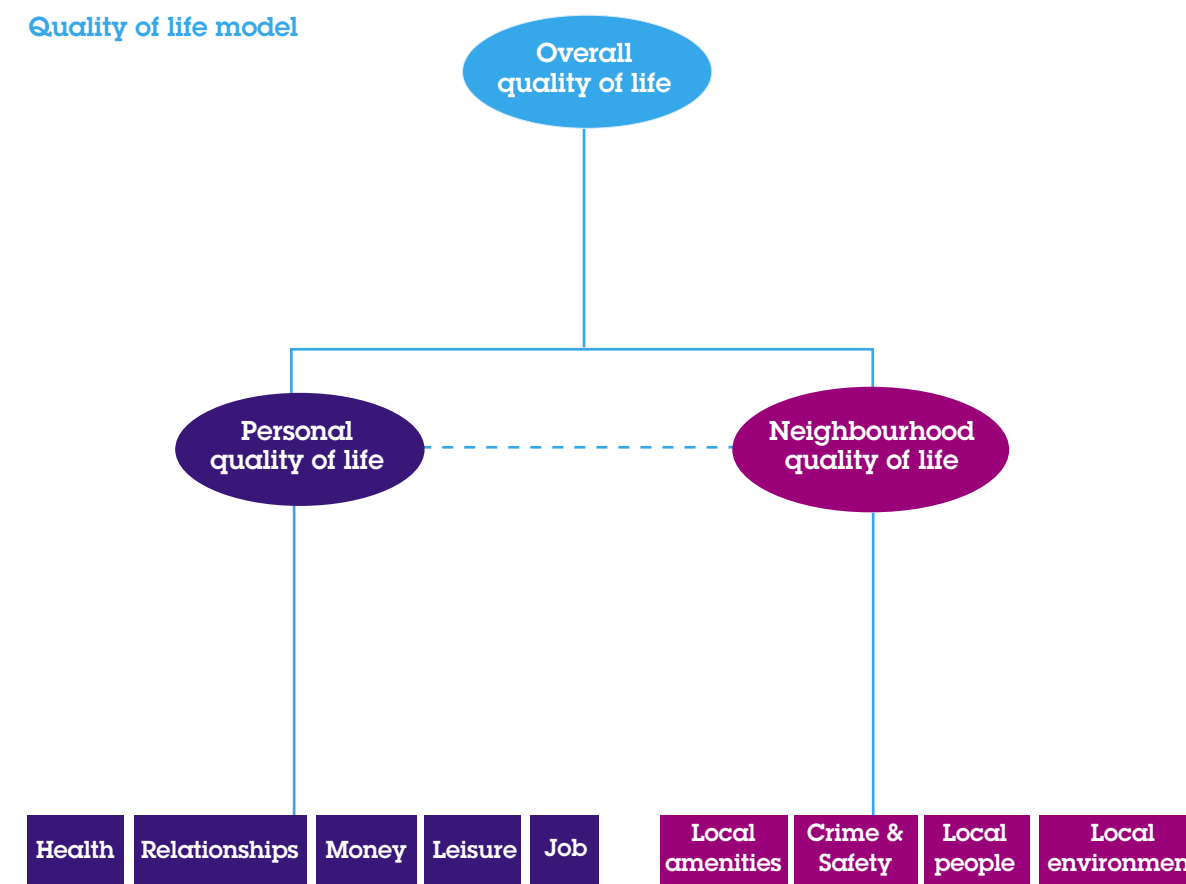 Quality of life model
Overall
quality of life
Personal
quality of life
Neighbourhood
quality of life
Health
Relationships
Money
Leisure
Job
Local
amenities
Crime &
Safety
Local
people
Local
environmen